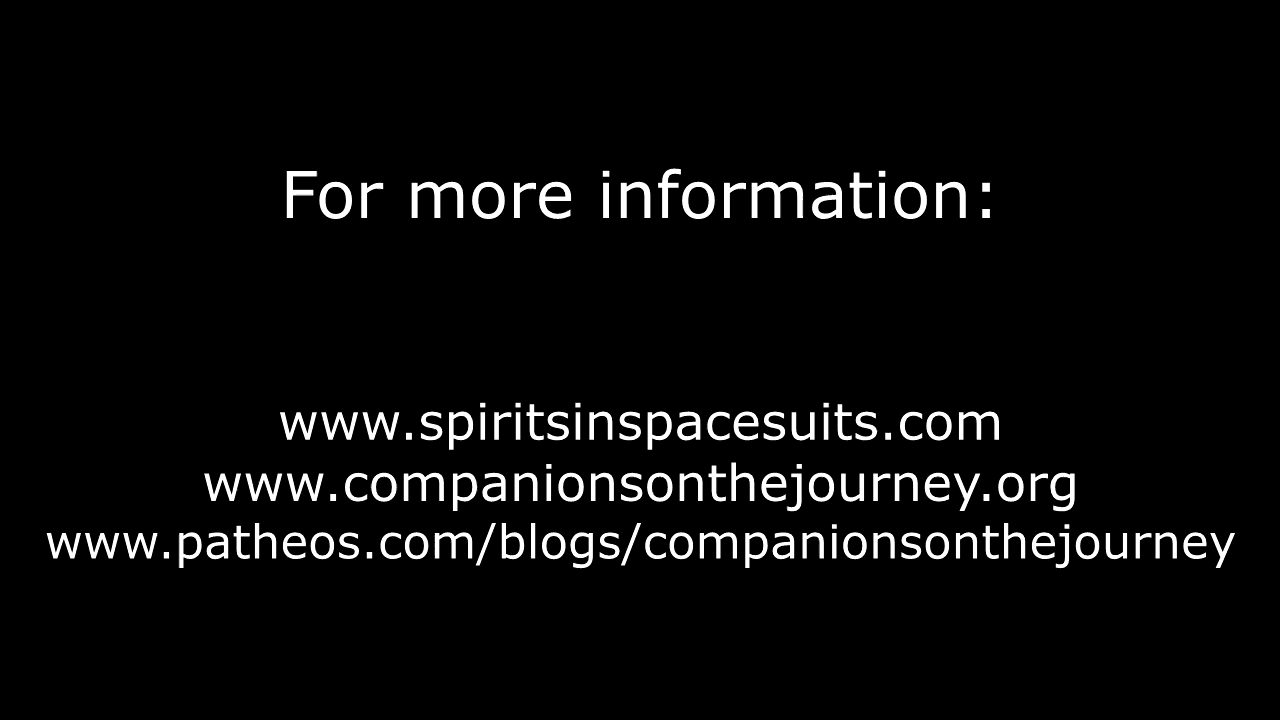 For more information:
www.spiritsinspacesuits.com
www.companionsonthejourney.org
www.patheos.com/blogs/companionsonthejourney